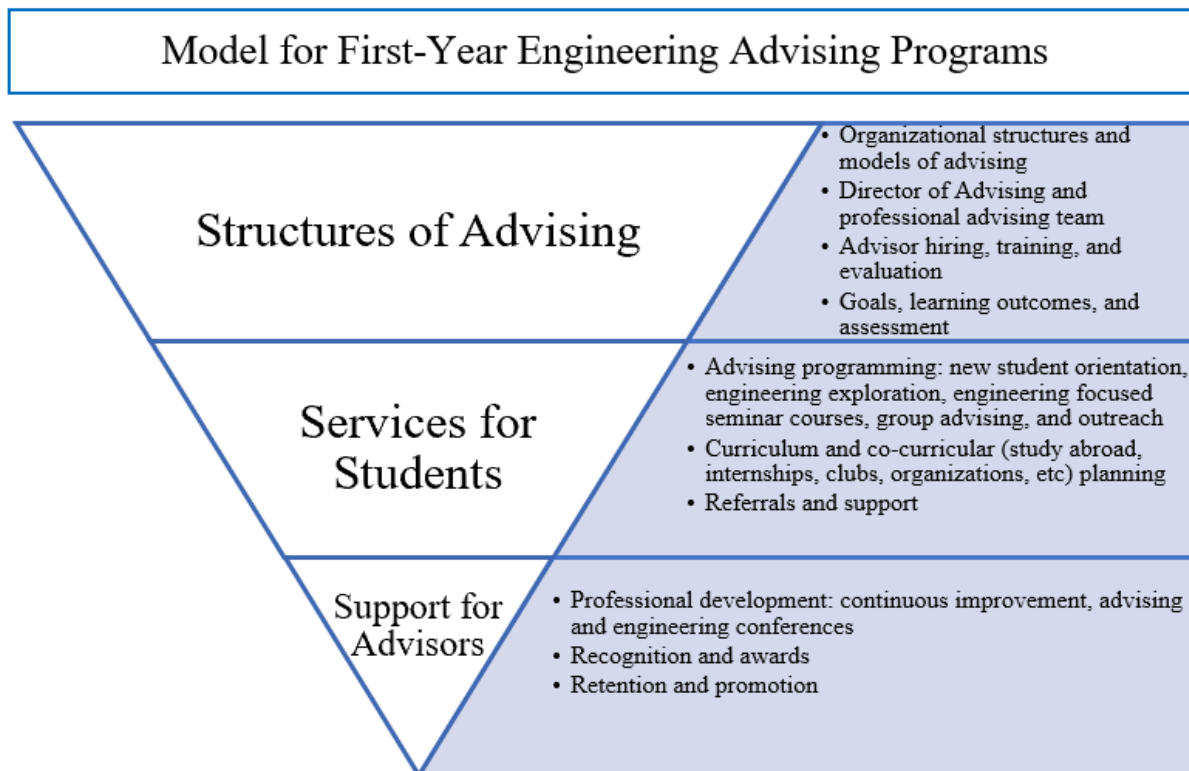 Model for First-Year Engineering Advising Programs
Structures of Advising
• Organizational structures and
models of advising
• Director of Advising and
professional advising team
• Advisor hiring, training, and
evaluation
• Goals, learning outcomes, and
assessment
Services for
Students
• Advising programming: new student orientation,
engineering exploration, engineering focused
seminar courses, group advising, and outreach
• Curriculum and co-curricular (study abroad,
internships, clubs, organizations, etc) planning
• Referrals and support
Support for
Advisors
• Professional development: continuous improvement, advising
and engineering conferences
• Recognition and awards
• Retention and promotion